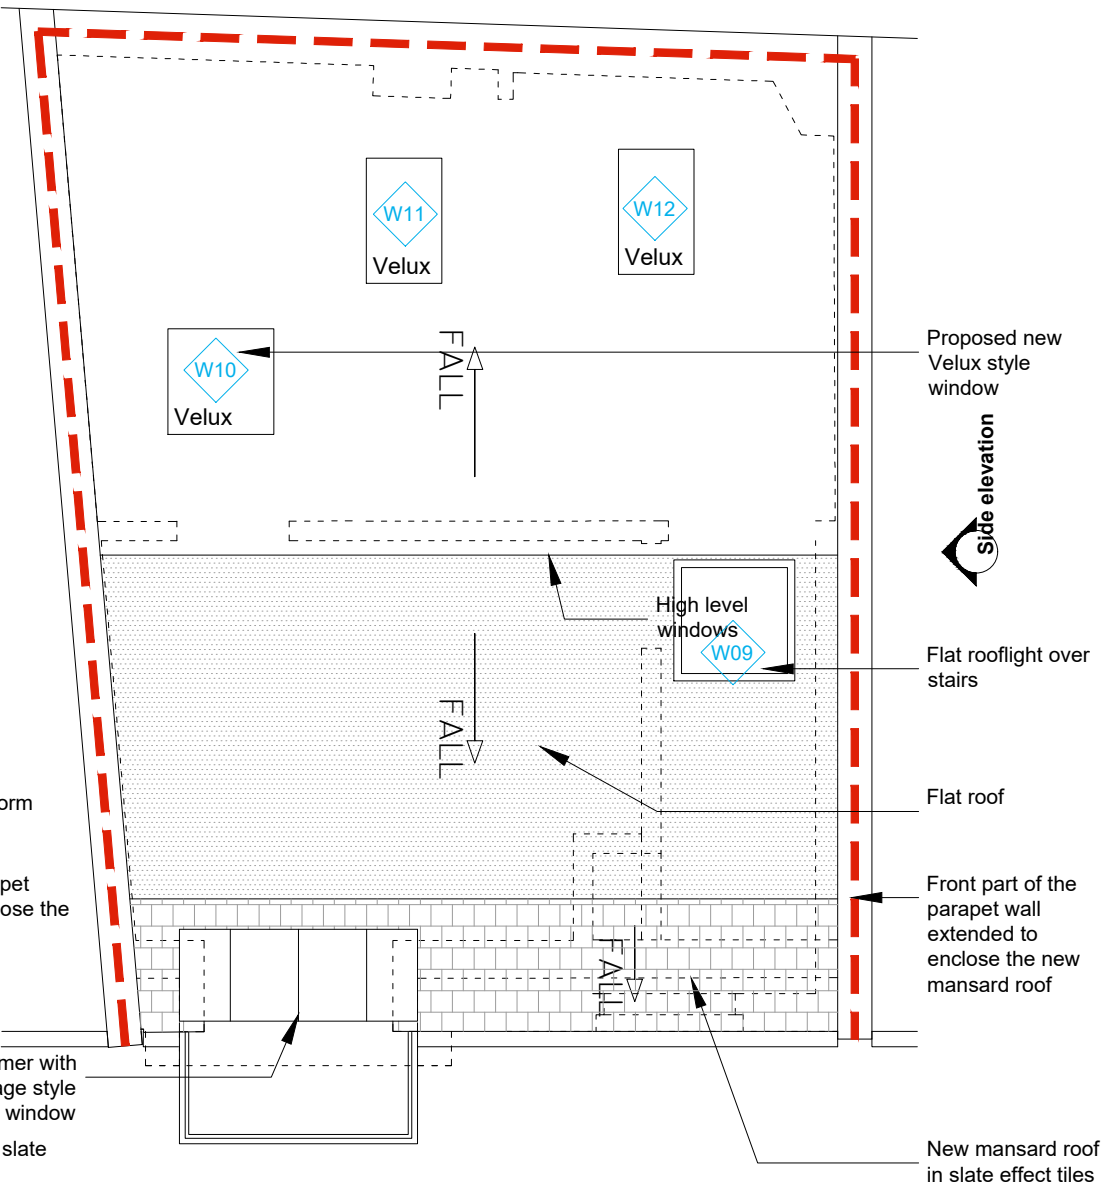 W11
Velux
W12
Velux
W10
Velux
FALL
Proposed new
Velux style
window
Side elevation
High level
windows
W09
Flat rooflight over
stairs
FALL
Flat roof
orm
pet
ose the
Front part of the
parapet wall
extended to
enclose the new
mansard roof
FALL
mer with
age style
window
slate
New mansard roof
in slate effect tiles